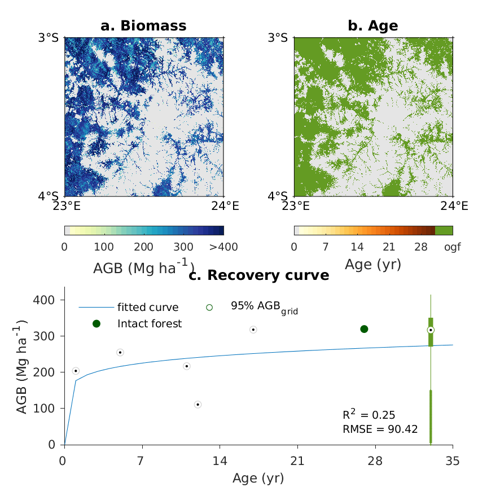 a. Biomass
b. Age
3°S
3°S
4°S
4°S
23°E
24°E
23°E
24°E
0 100 200 300 >400
0 7 14 21 28 ogf
AGB (Mg ha⁻¹)
Age (yr)
c. Recovery curve
400
300
200
100
0
AGB (Mg ha⁻¹)
fitted curve
95% AGB_grid
Intact forest
R² = 0.25
RMSE = 90.42
0 7 14 21 28 35
Age (yr)